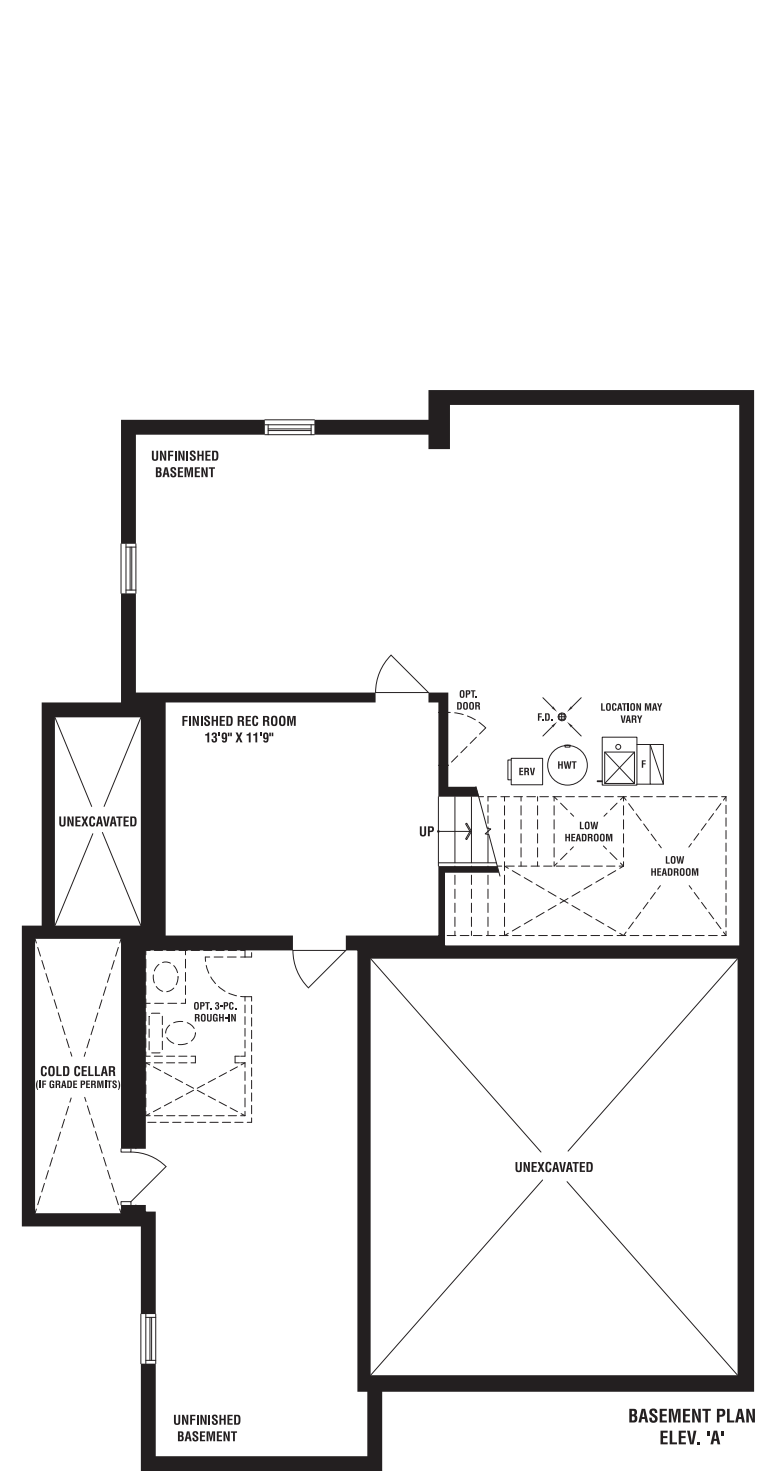 UNFINISHED
BASEMENT
OPT.
DOOR
F.D.
LOCATION MAY
VARY
FINISHED REC ROOM
13'9" X 11'9"
ERV
HWT
F
UNEXCAVATED
UP
LOW
HEADROOM
LOW
HEADROOM
OPT. 3-PC.
ROUGH-IN
COLD CELLAR
(IF GRADE PERMITS)
UNEXCAVATED
UNFINISHED
BASEMENT
BASEMENT PLAN
ELEV. 'A'